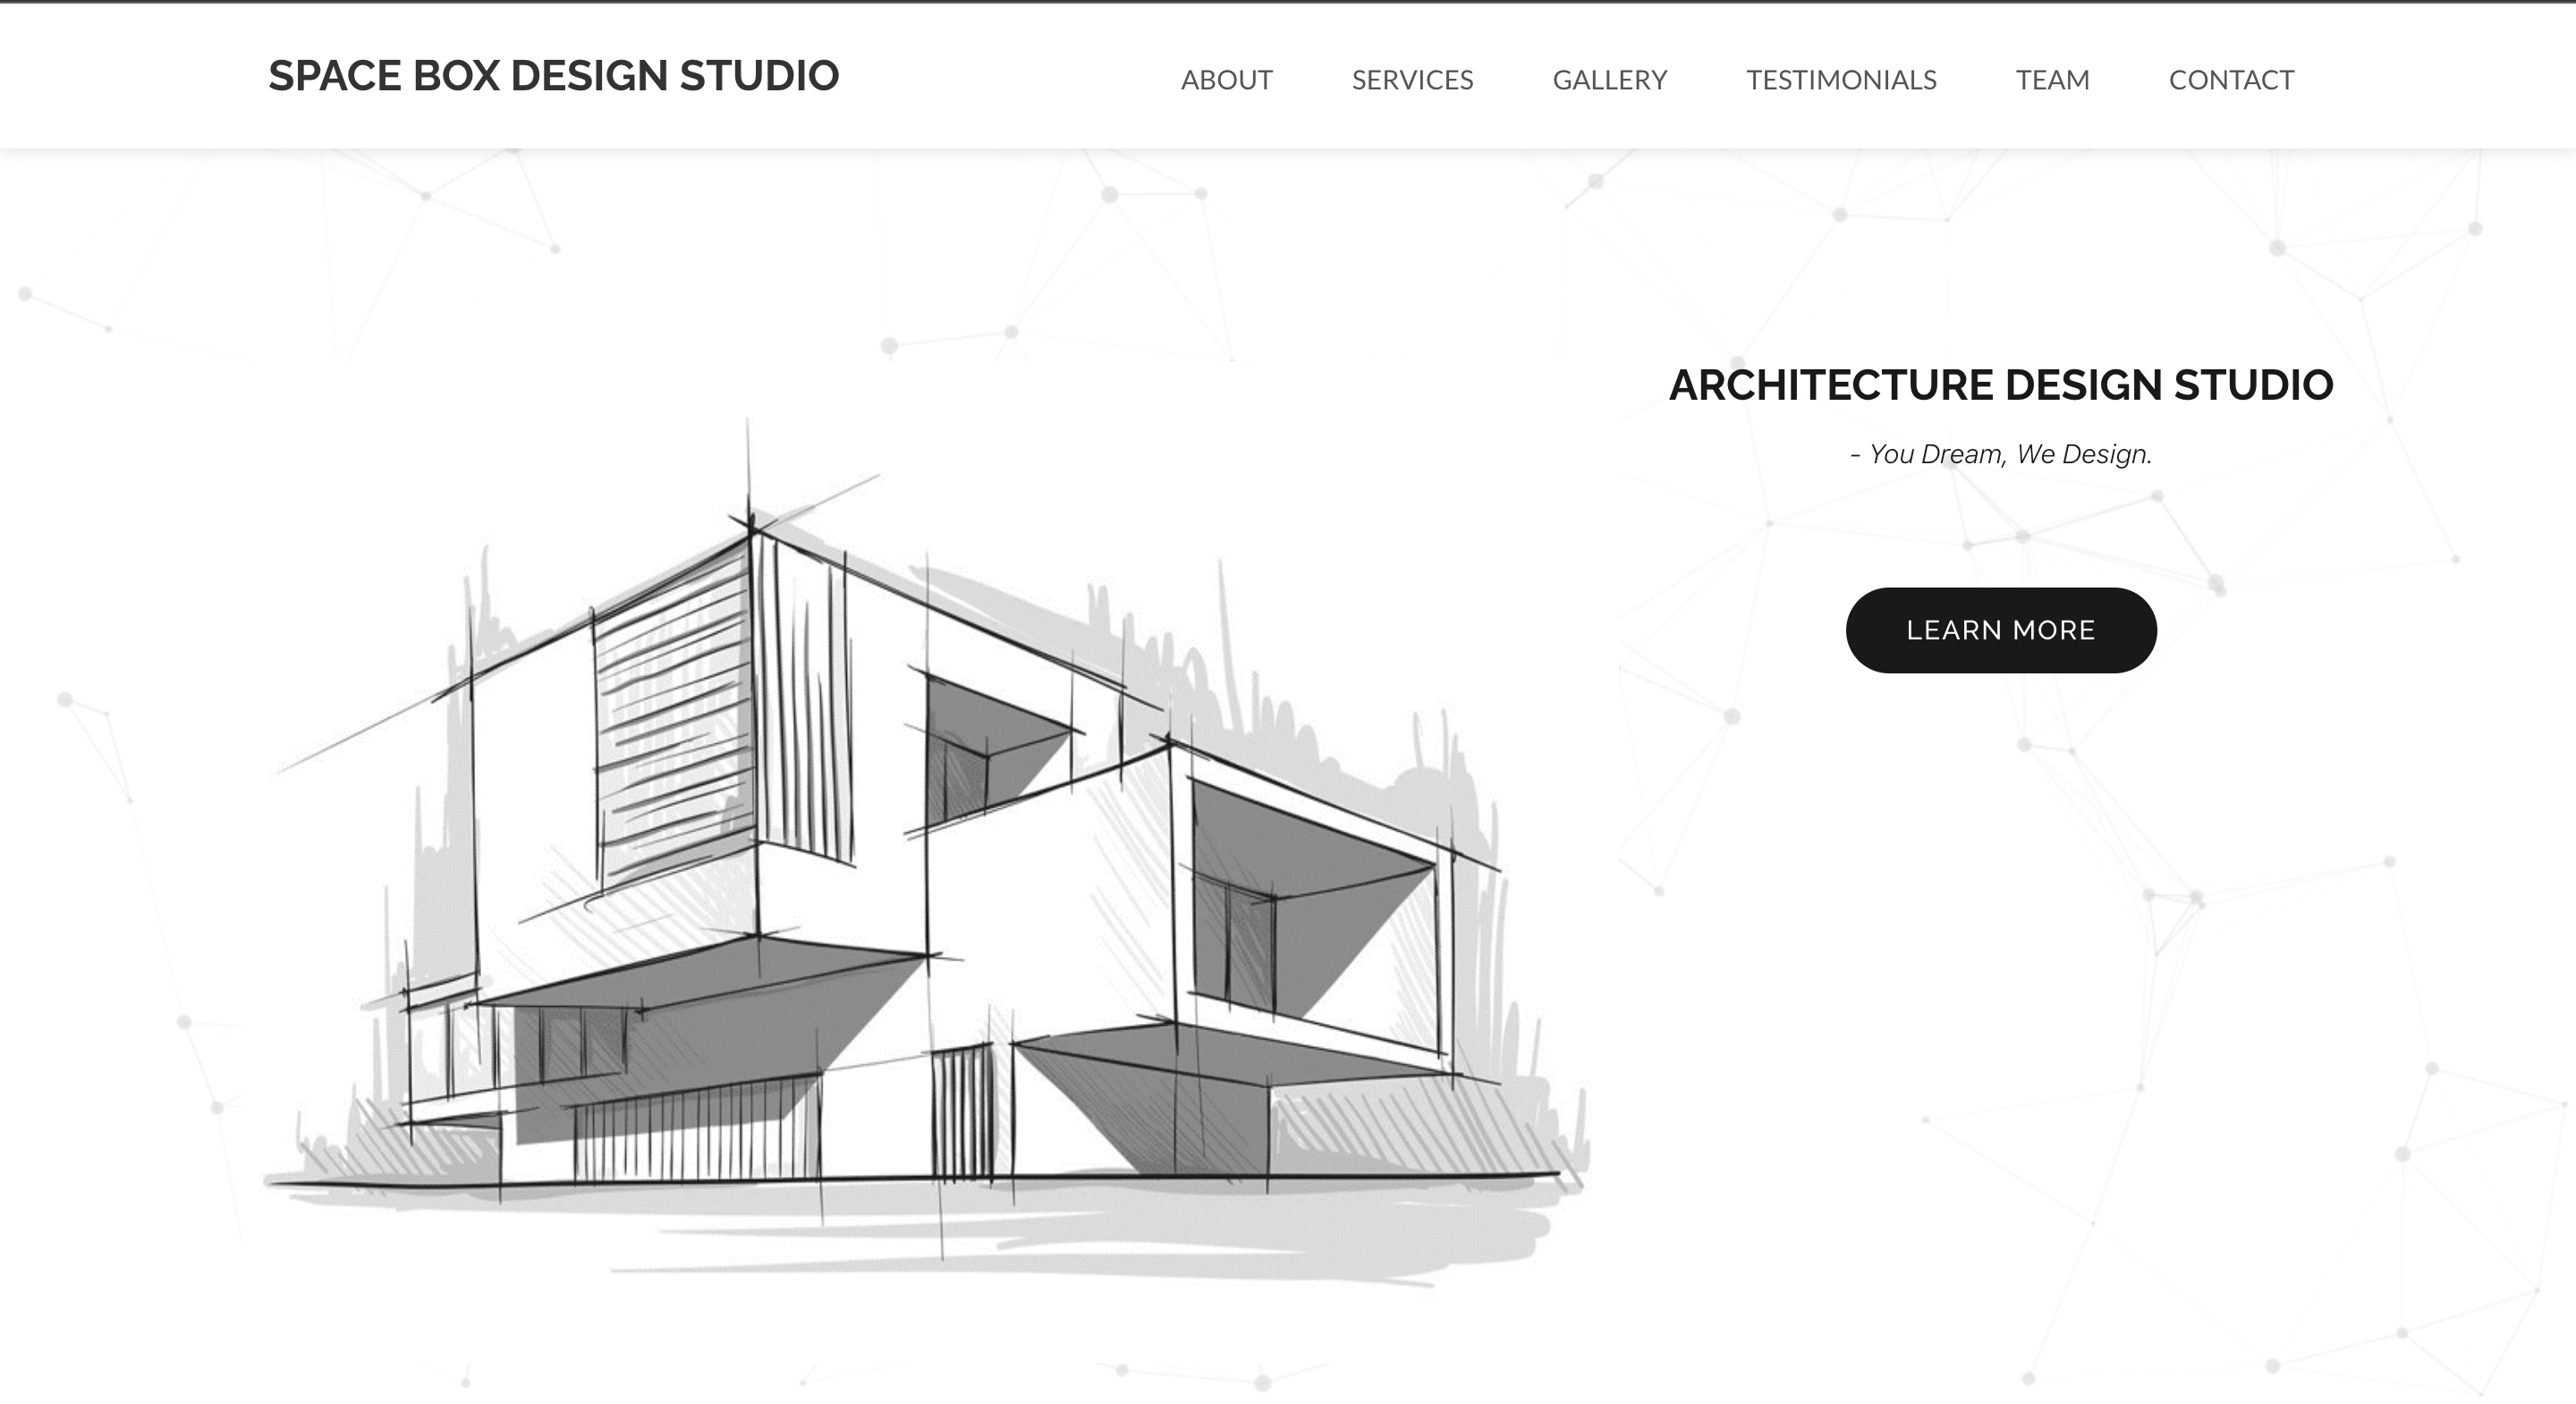 SPACE BOX DESIGN STUDIO
ABOUT SERVICES GALLERY TESTIMONIALS TEAM CONTACT
ARCHITECTURE DESIGN STUDIO
- You Dream, We Design.
LEARN MORE